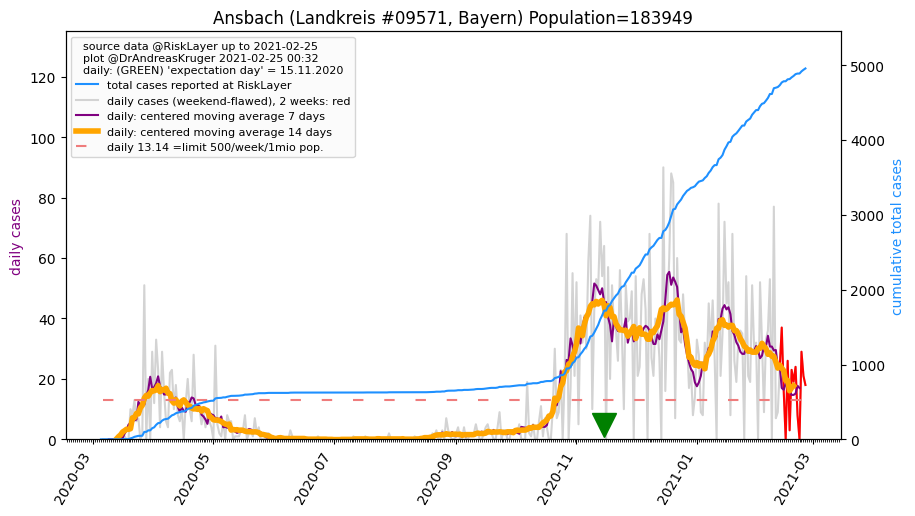 Ansbach (Landkreis #09571, Bayern) Population=183949
source data @RiskLayer up to 2021-02-25
plot @DrAndreasKruger 2021-02-25 00:32
daily: (GREEN) 'expectation day' = 15.11.2020
total cases reported at RiskLayer
daily cases (weekend-flawed), 2 weeks: red
daily: centered moving average 7 days
daily: centered moving average 14 days
daily 13.14 =limit 500/week/1mio pop.
daily cases
120
100
80
60
40
20
0
cumulative total cases
5000
4000
3000
2000
1000
0
2020-03
2020-05
2020-07
2020-09
2020-11
2021-01
2021-03